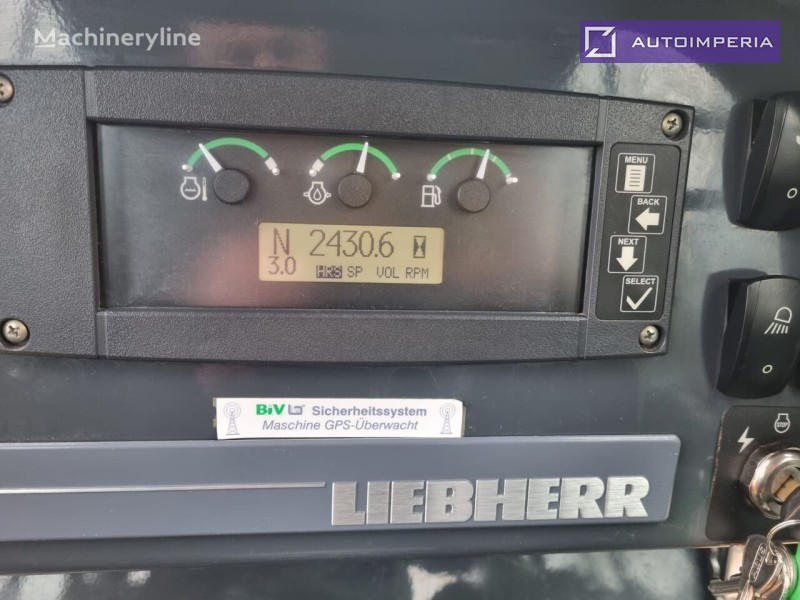 Machineryline
AUTOIMPERIA
MENU
BACK
NEXT
SELECT
N 2430.6
3.0 HRS SP VOL RPM
BiV Sicherheitssystem
Maschine GPS-Überwacht
LIEBHERR
STOP